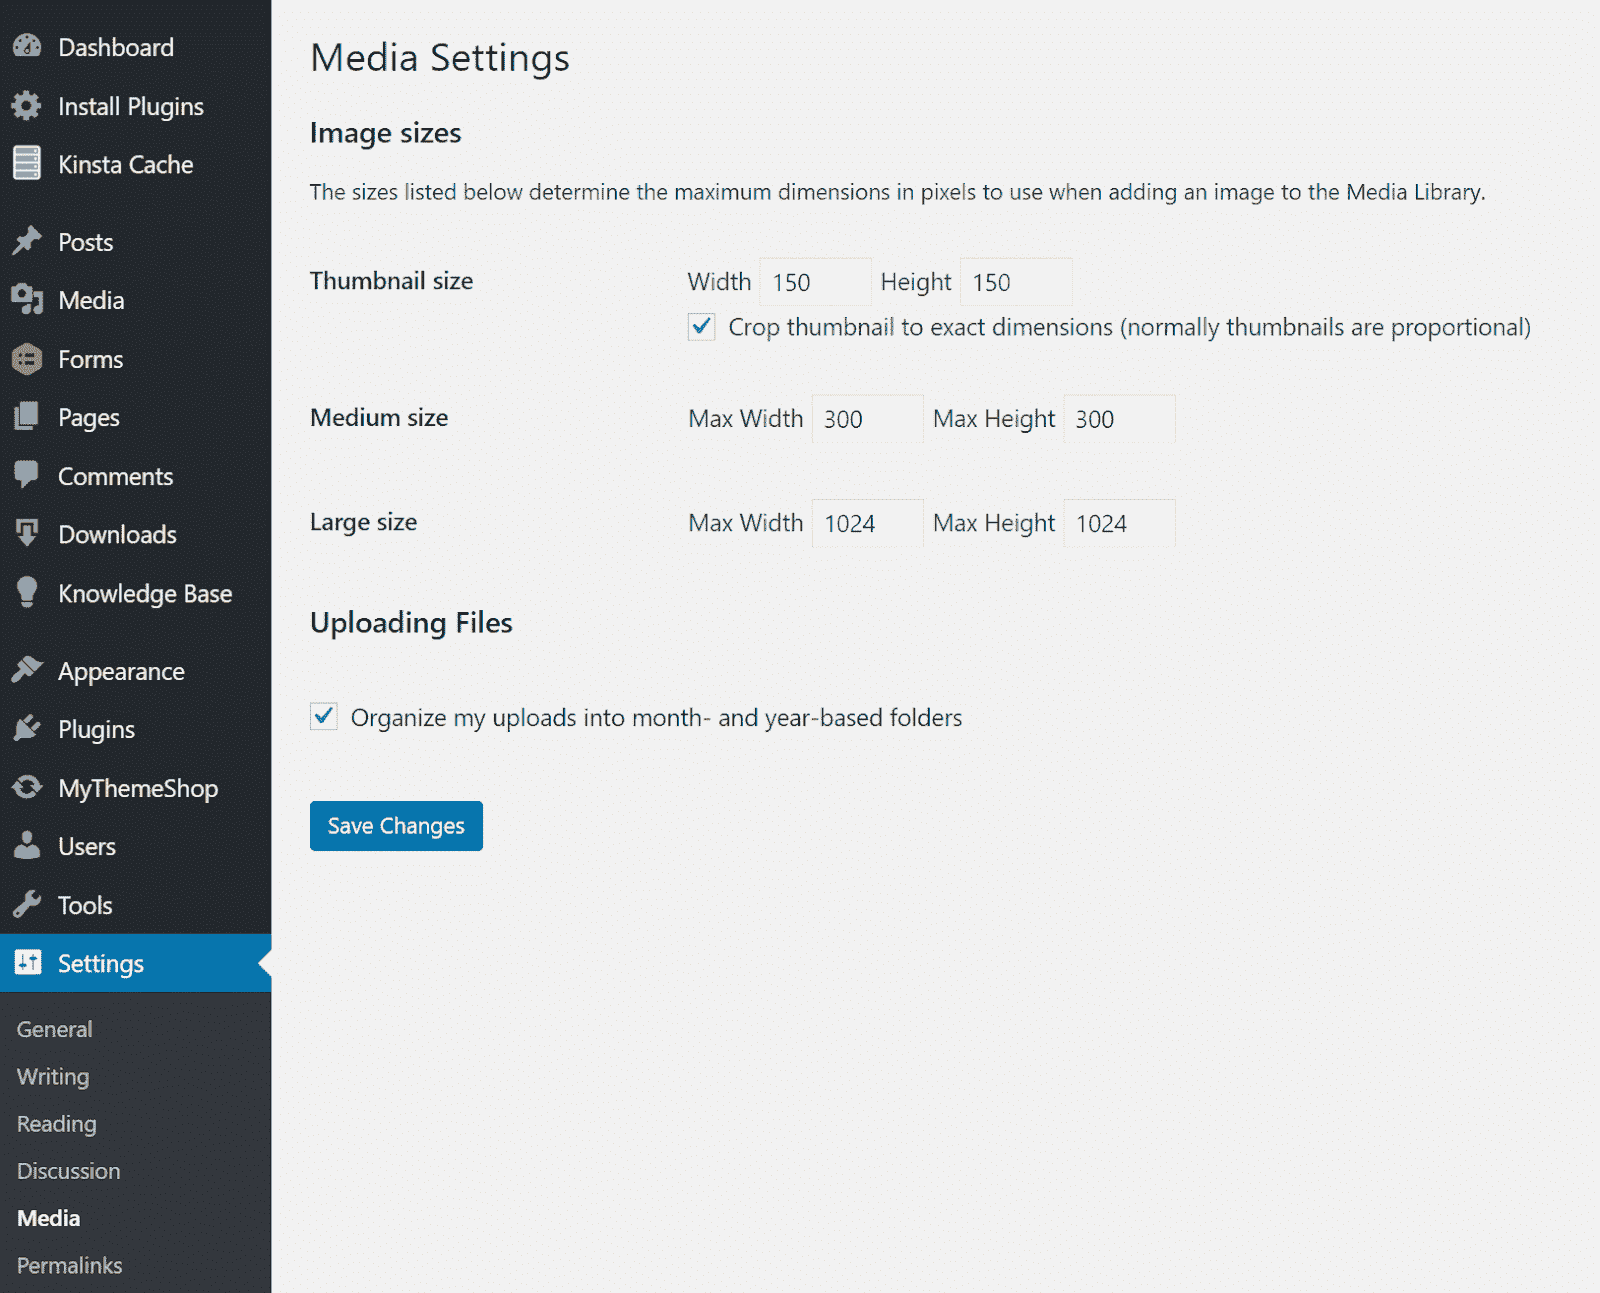 Dashboard
Install Plugins
Kinsta Cache
Posts
Media
Forms
Pages
Comments
Downloads
Knowledge Base
Appearance
Plugins
MyThemeShop
Users
Tools
Settings
General
Writing
Reading
Discussion
Media
Permalinks
Media Settings
Image sizes
The sizes listed below determine the maximum dimensions in pixels to use when adding an image to the Media Library.
Thumbnail size Width 150 Height 150
Crop thumbnail to exact dimensions (normally thumbnails are proportional)
Medium size Max Width 300 Max Height 300
Large size Max Width 1024 Max Height 1024
Uploading Files
Organize my uploads into month- and year-based folders
Save Changes